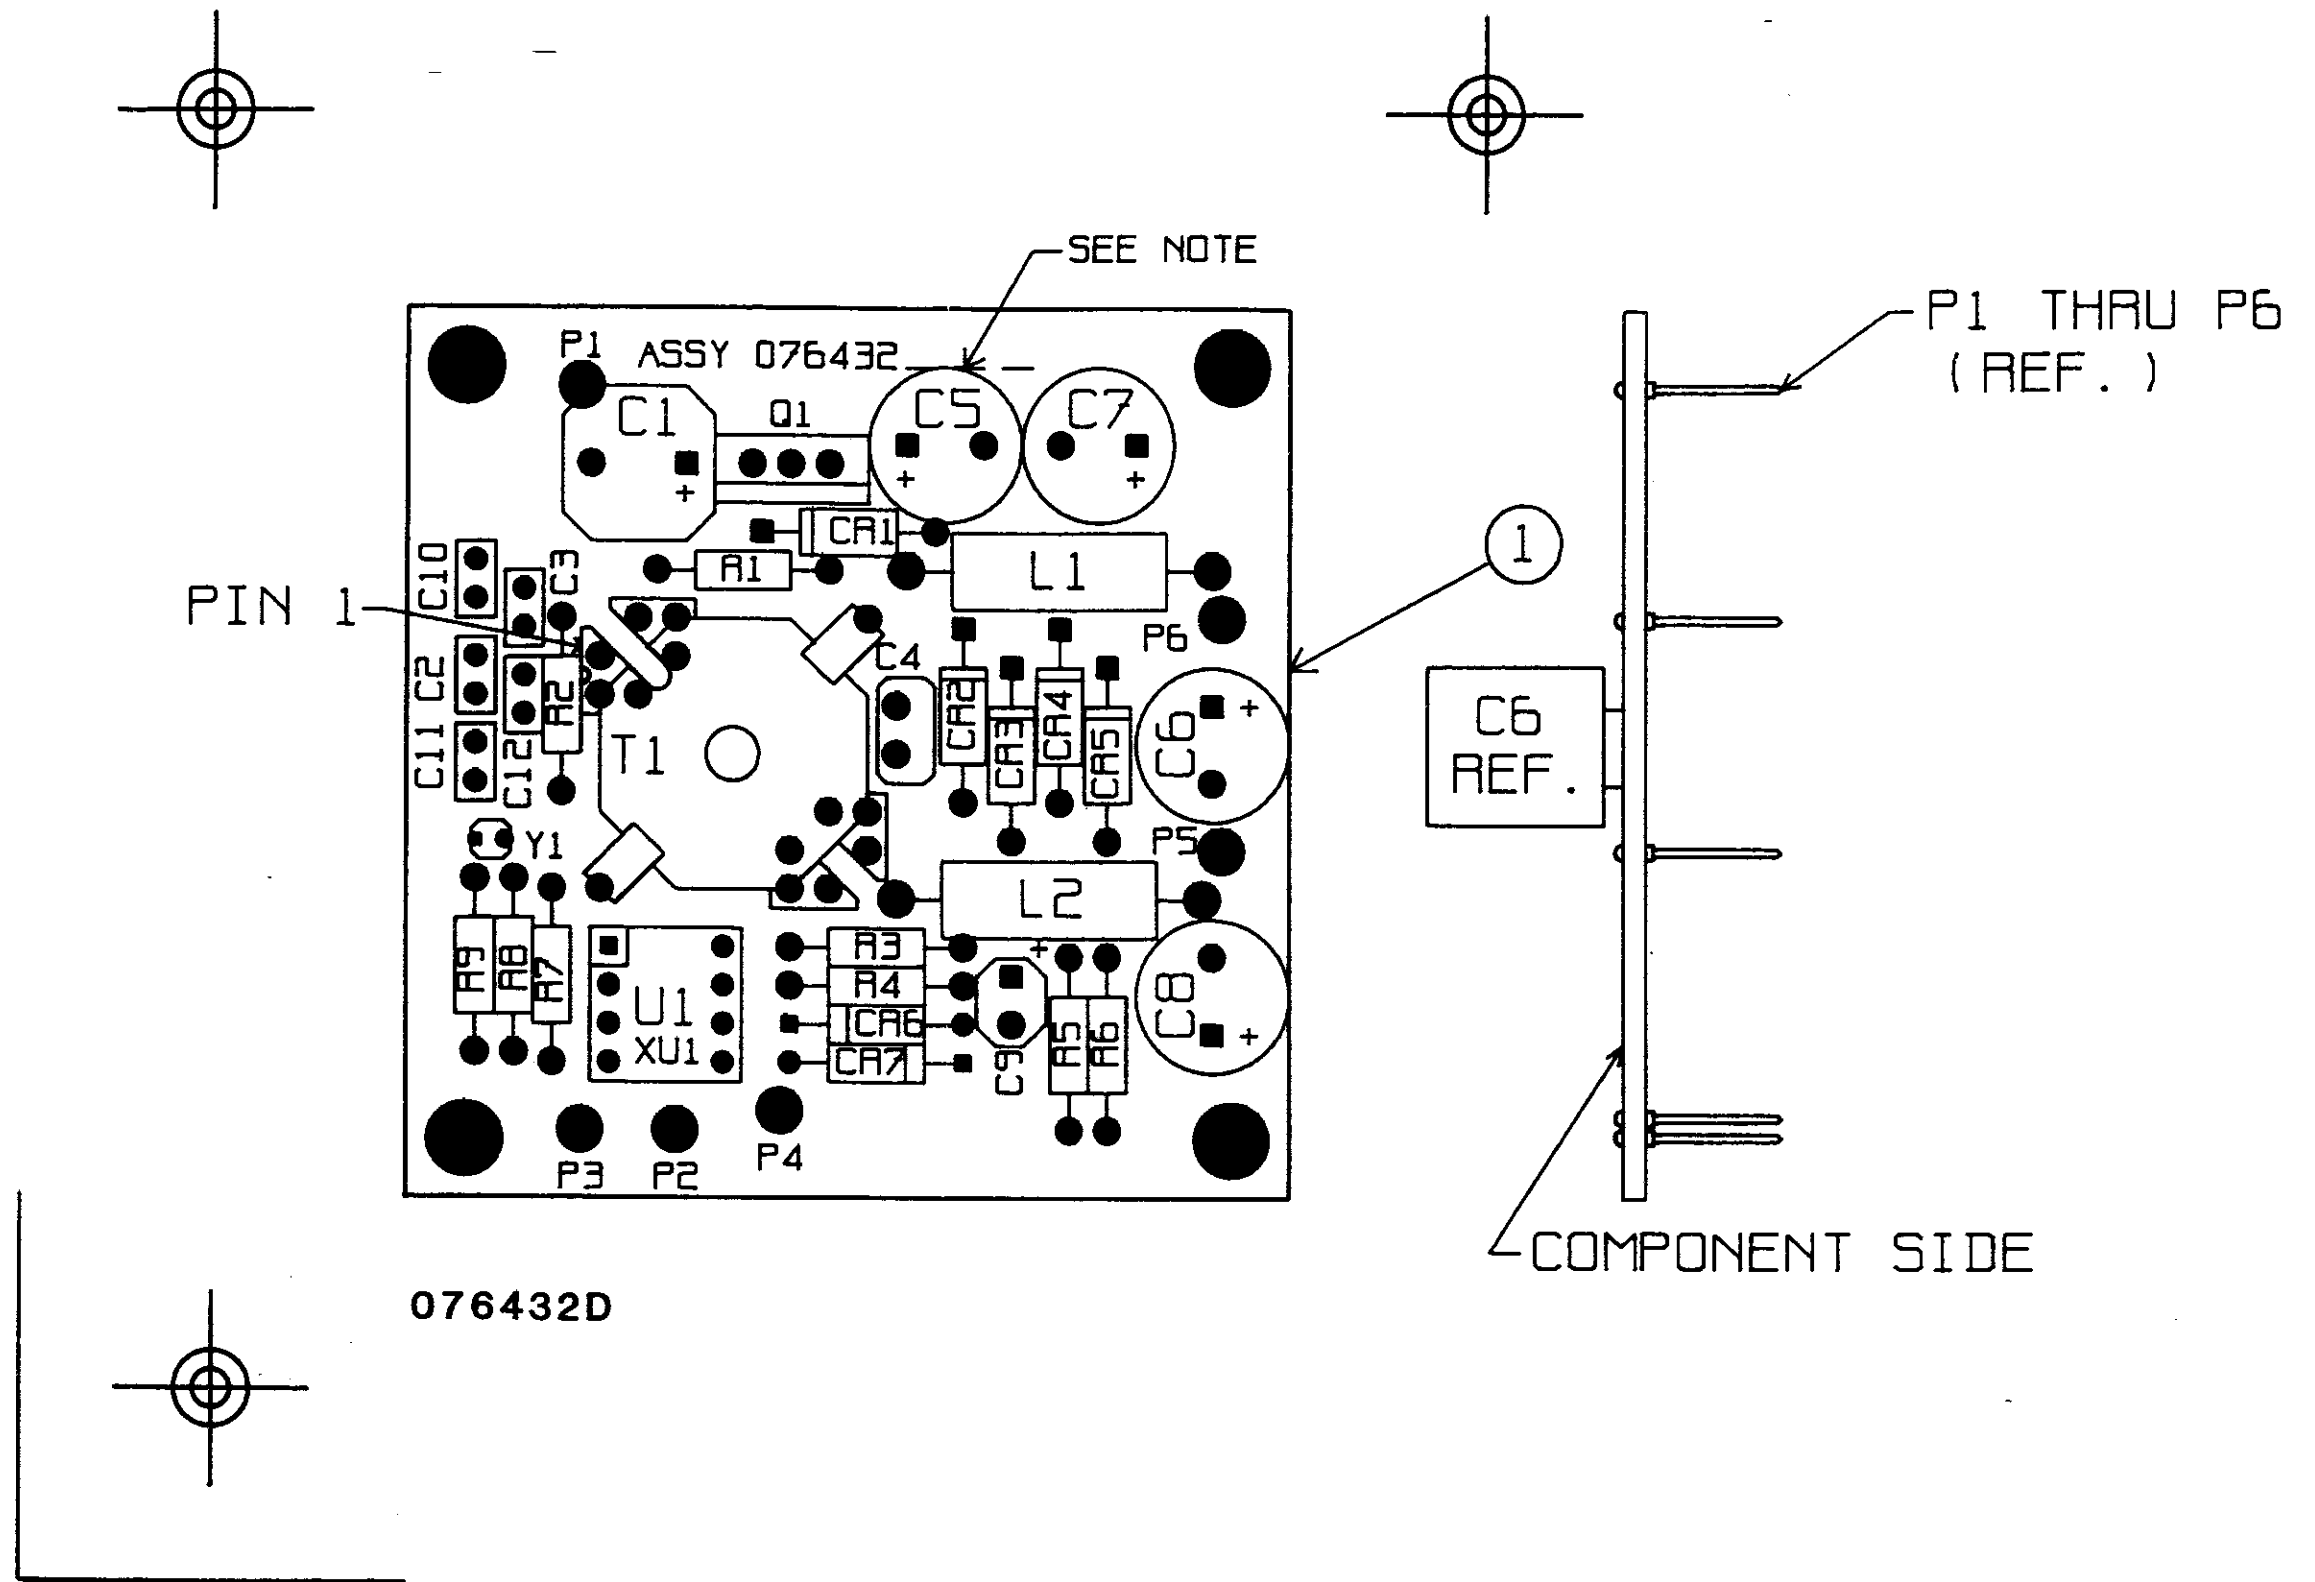 SEE NOTE
P1 THRU P6
(REF.)
P1
ASSY 076432
C1
Q1
C5
C7
+
+
+
CR1
1
C10
C3
R1
L1
PIN 1
P6
C2
R2
C4
CR2
CR3
CR4
CR5
C6
+
C6
REF.
C11
C12
T1
Y1
P5
L2
R9
R8
R7
R3
+
R4
U1
CR6
C8
XU1
CR7
C9
R5
R6
+
P4
P3
P2
COMPONENT SIDE
076432D